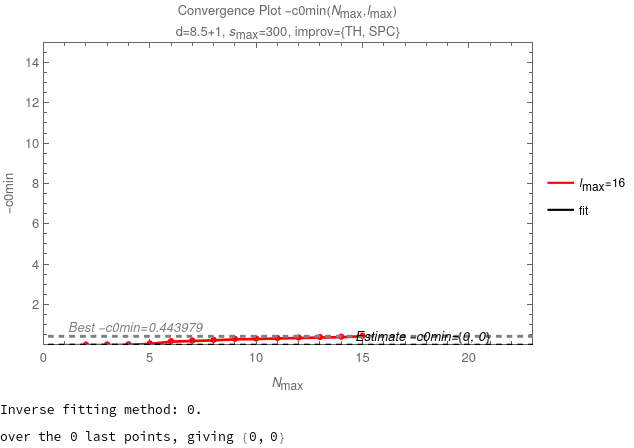 Convergence Plot −c0min(Nmax,lmax)
d=8.5+1, smax=300, improv={TH, SPC}
14
12
10
8
6
4
2
−c0min
lmax=16
fit
Best −c0min=0.443979
Estimate −c0min={0, 0}
0
5
10
15
20
Nmax
Inverse fitting method: 0.
over the 0 last points, giving {0, 0}